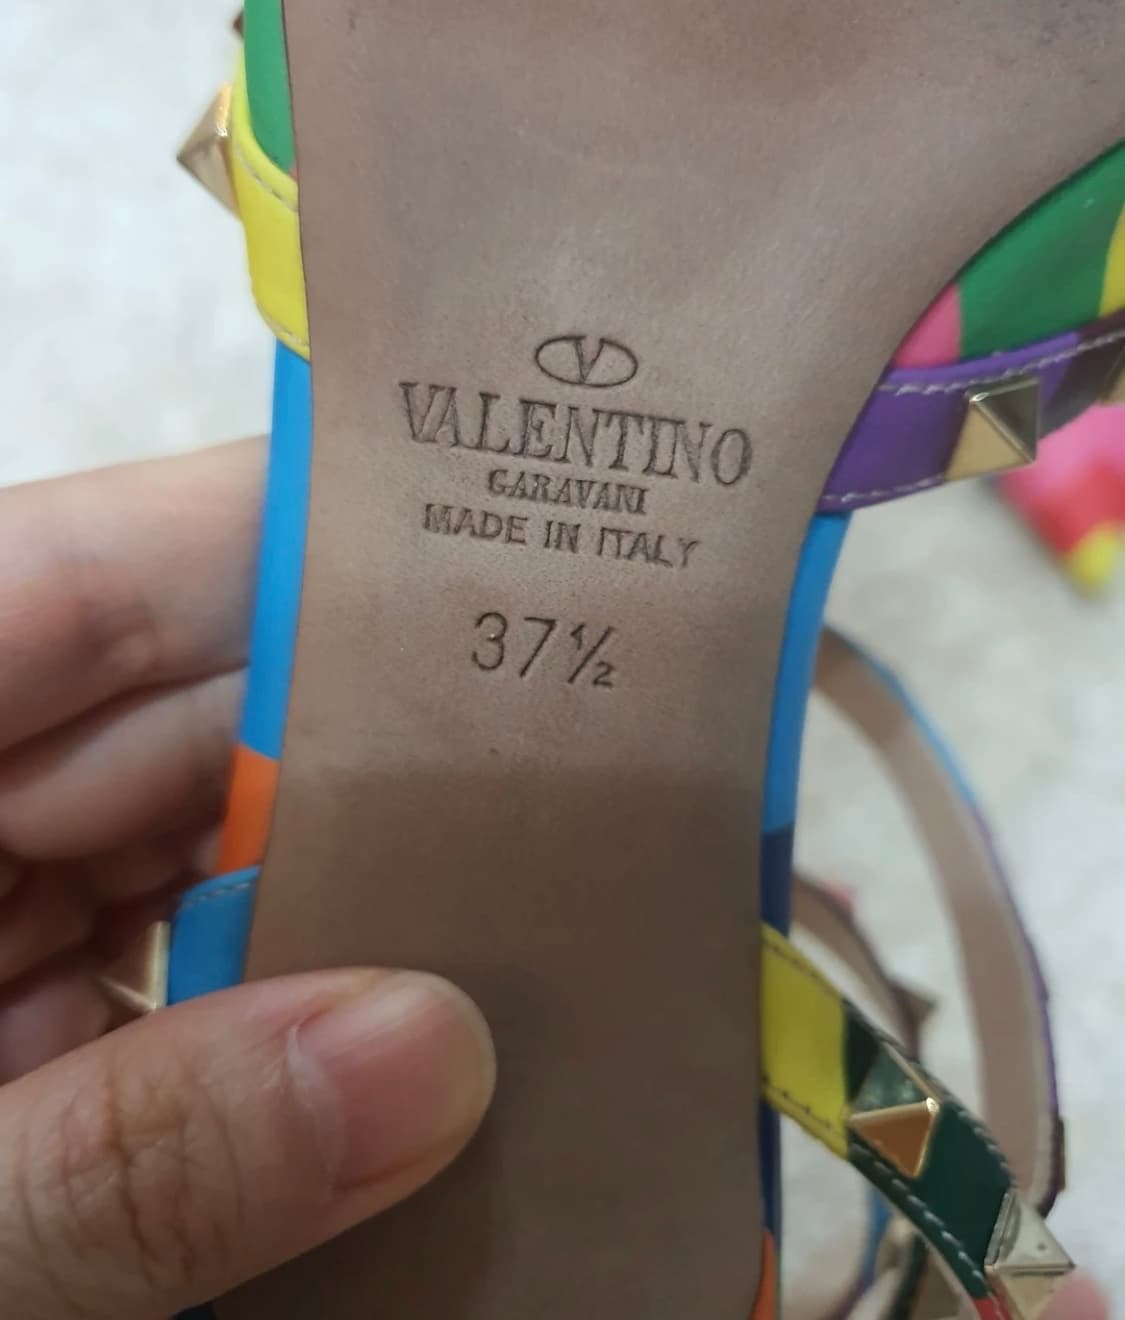 V
VALENTINO
GARAVANI
MADE IN ITALY
37½